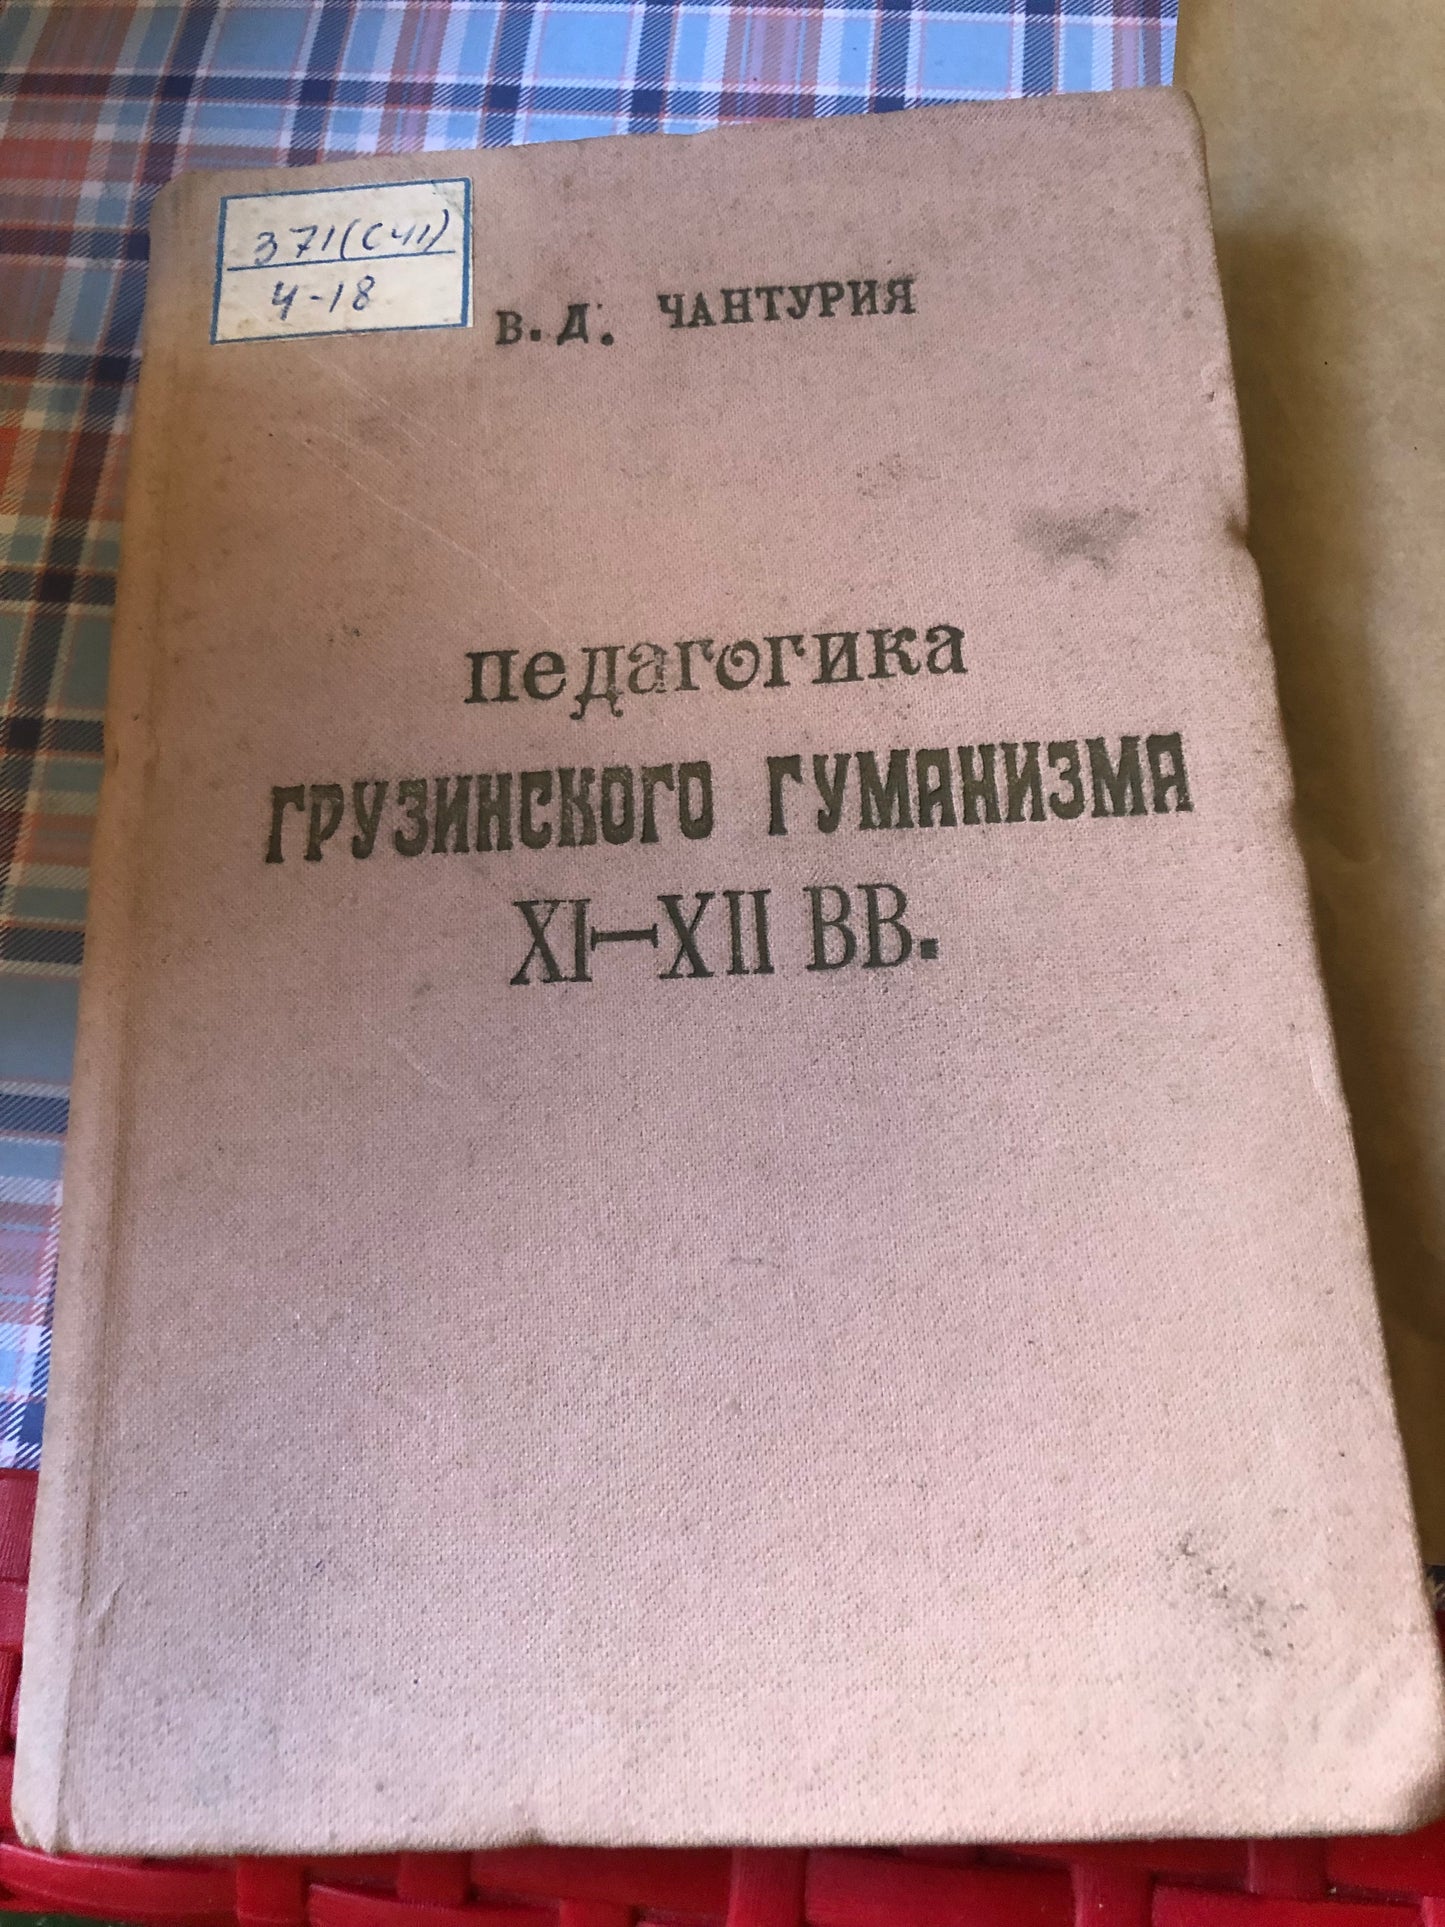 371(С41)
Ч-18
В. Д. ЧАНТУРИЯ
педагогика
ГРУЗИНСКОГО ГУМАНИЗМА
XI—XII ВВ.